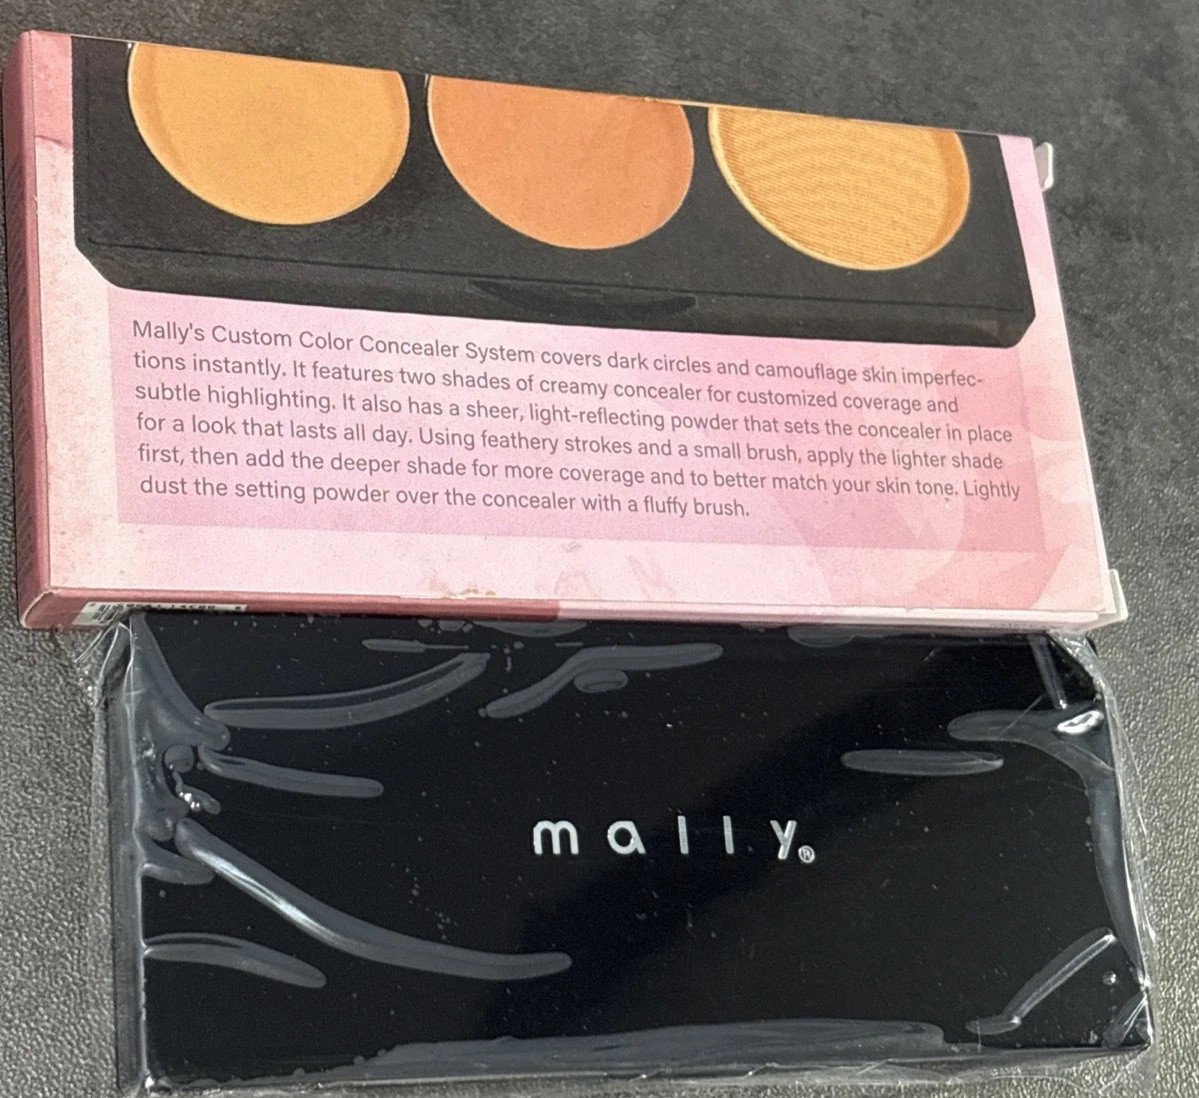 Mally's Custom Color Concealer System covers dark circles and camouflage skin imperfec-
tions instantly. It features two shades of creamy concealer for customized coverage and
subtle highlighting. It also has a sheer, light-reflecting powder that sets the concealer in place
for a look that lasts all day. Using feathery strokes and a small brush, apply the lighter shade
first, then add the deeper shade for more coverage and to better match your skin tone. Lightly
dust the setting powder over the concealer with a fluffy brush.
mally®